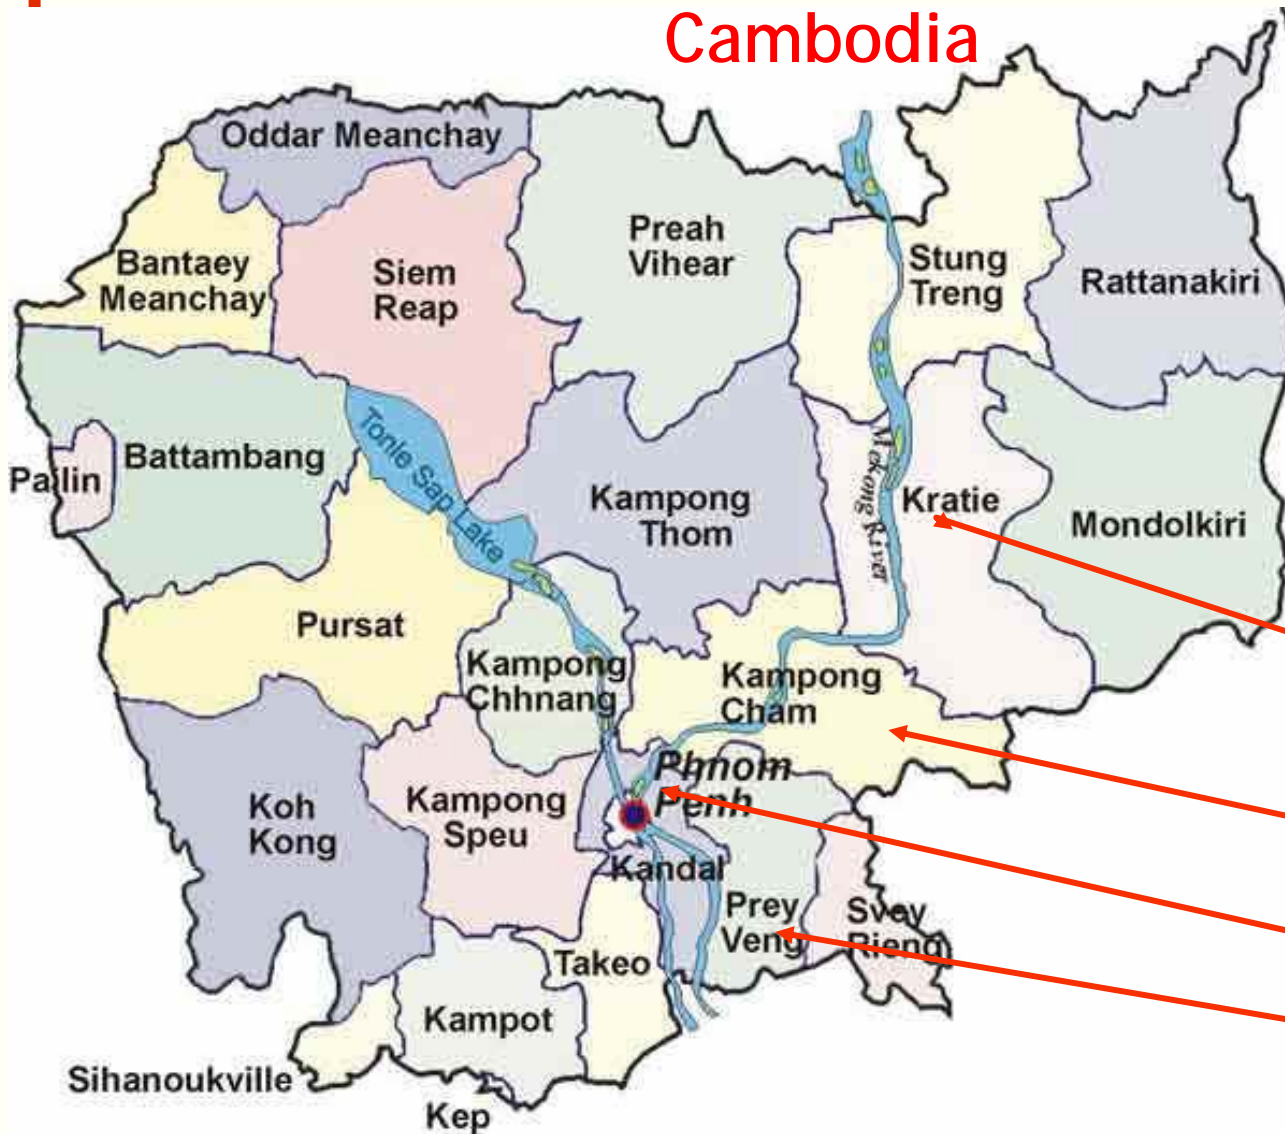 Cambodia
Oddar Meanchay
Preah
Vihear
Stung
Treng
Rattanakiri
Bantaey
Meanchay
Siem
Reap
Tonle Sap Lake
Battambang
Pailin
Kampong
Thom
Mekong River
Kratie
Mondolkiri
Pursat
Kampong
Chhnang
Kampong
Cham
Phnom
Penh
Koh
Kong
Kampong
Speu
Kandal
Prey
Veng
Svey
Rieng
Takeo
Kampot
Sihanoukville
Kep